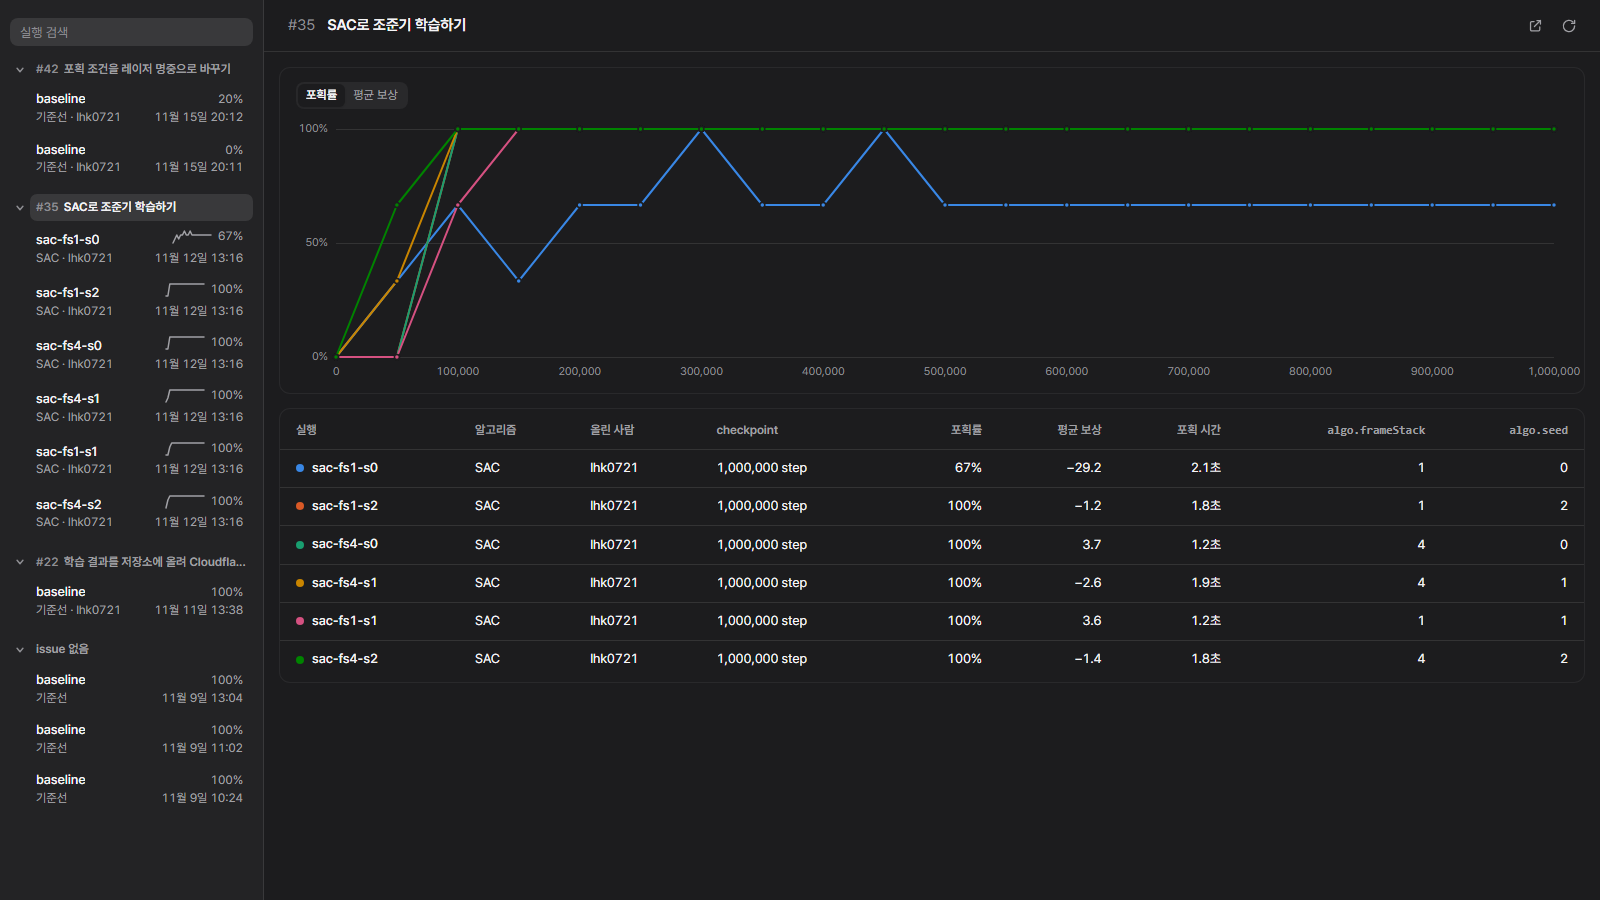 실행 검색
#42 포획 조건을 레이저 명중으로 바꾸기
baseline 20%
기준선 · lhk0721 11월 15일 20:12
baseline 0%
기준선 · lhk0721 11월 15일 20:11
#35 SAC로 조준기 학습하기
sac-fs1-s0 67%
SAC · lhk0721 11월 12일 13:16
sac-fs1-s2 100%
SAC · lhk0721 11월 12일 13:16
sac-fs4-s0 100%
SAC · lhk0721 11월 12일 13:16
sac-fs4-s1 100%
SAC · lhk0721 11월 12일 13:16
sac-fs1-s1 100%
SAC · lhk0721 11월 12일 13:16
sac-fs4-s2 100%
SAC · lhk0721 11월 12일 13:16
#22 학습 결과를 저장소에 올려 Cloudfla...
baseline 100%
기준선 · lhk0721 11월 11일 13:38
issue 없음
baseline 100%
기준선 11월 9일 13:04
baseline 100%
기준선 11월 9일 11:02
baseline 100%
기준선 11월 9일 10:24
#35 SAC로 조준기 학습하기
포획률 평균 보상
100%
50%
0%
0 100,000 200,000 300,000 400,000 500,000 600,000 700,000 800,000 900,000 1,000,000
실행 알고리즘 올린 사람 checkpoint 포획률 평균 보상 포획 시간 algo.frameStack algo.seed
sac-fs1-s0 SAC lhk0721 1,000,000 step 67% −29.2 2.1초 1 0
sac-fs1-s2 SAC lhk0721 1,000,000 step 100% −1.2 1.8초 1 2
sac-fs4-s0 SAC lhk0721 1,000,000 step 100% 3.7 1.2초 4 0
sac-fs4-s1 SAC lhk0721 1,000,000 step 100% −2.6 1.9초 4 1
sac-fs1-s1 SAC lhk0721 1,000,000 step 100% 3.6 1.2초 1 1
sac-fs4-s2 SAC lhk0721 1,000,000 step 100% −1.4 1.8초 4 2